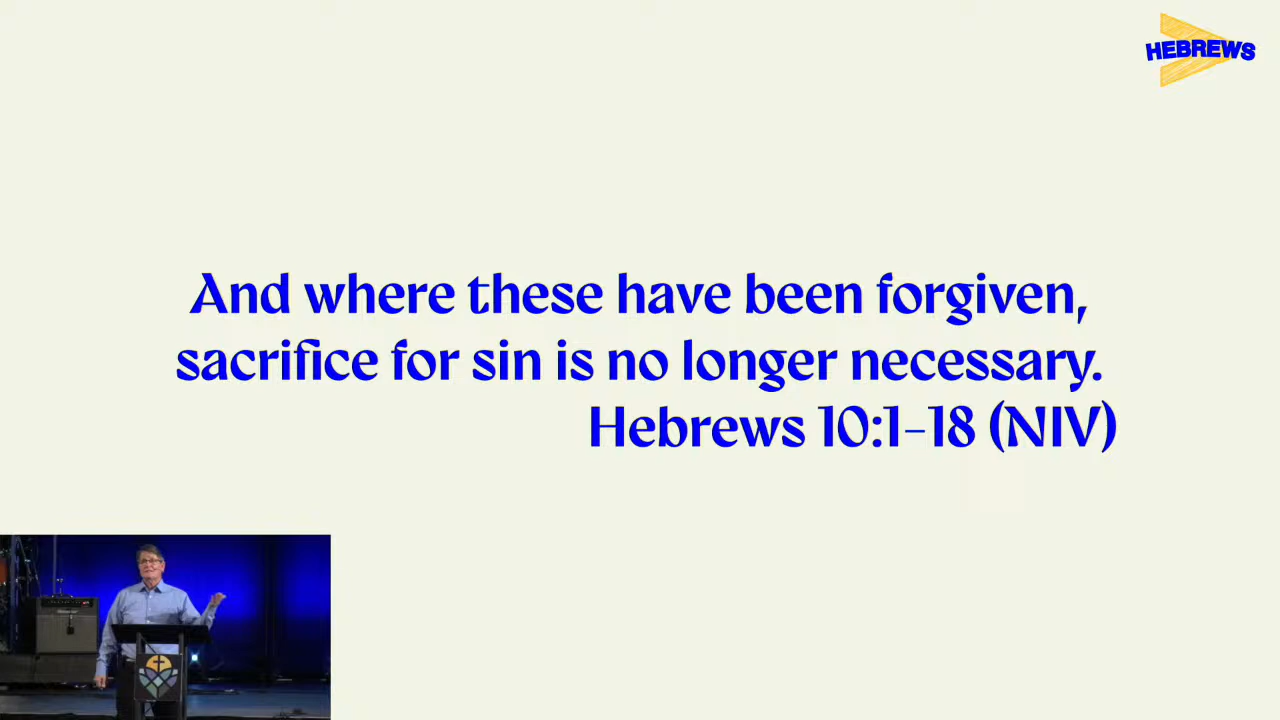 HEBREWS
And where these have been forgiven,
sacrifice for sin is no longer necessary.
Hebrews 10:1-18 (NIV)